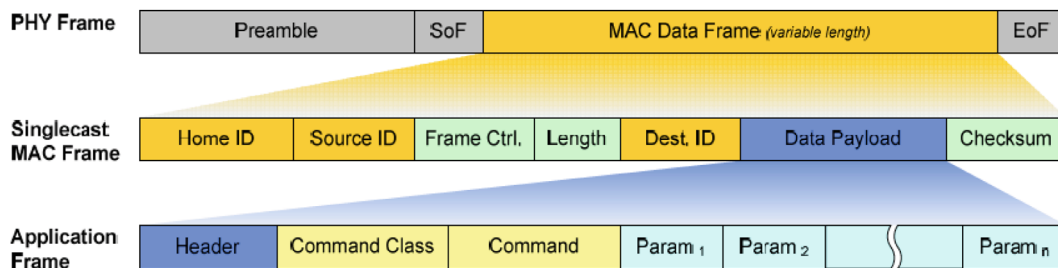 PHY Frame
Preamble
SoF
MAC Data Frame (variable length)
EoF
Singlecast
MAC Frame
Home ID
Source ID
Frame Ctrl.
Length
Dest. ID
Data Payload
Checksum
Application
Frame
Header
Command Class
Command
Param 1
Param 2
Param n